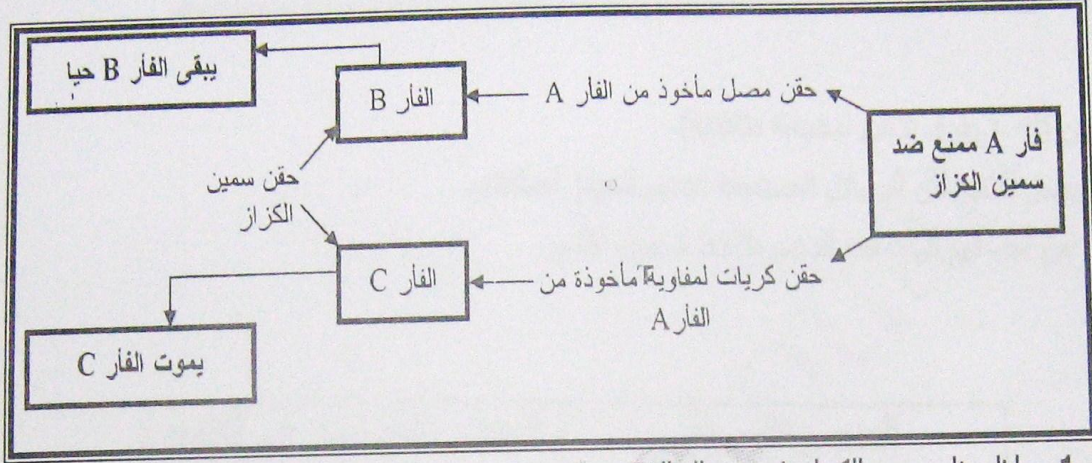 فأر A ممنع ضد
سمين الكزاز
حقن مصل مأخوذ من الفار A
الفأر B
يبقى الفأر B حيا
حقن سمين
الكزاز
حقن كريات لمفاوية T مأخوذة من
الفأر A
الفأر C
يموت الفأر C